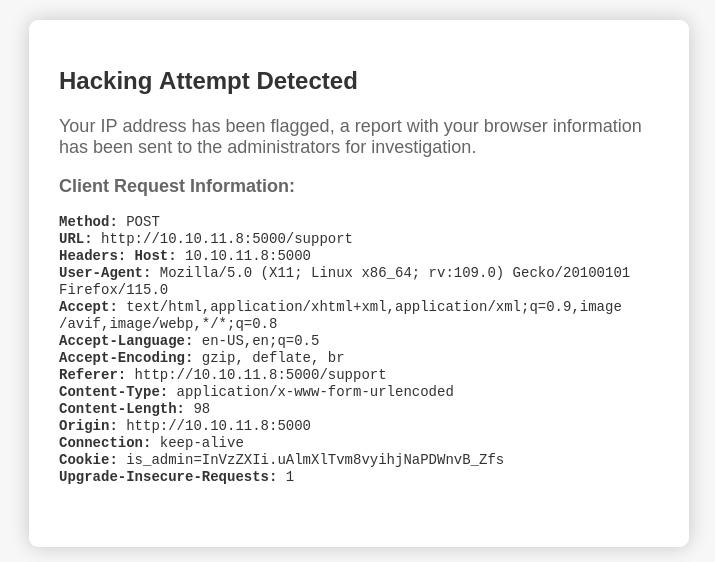 Hacking Attempt Detected
Your IP address has been flagged, a report with your browser information
has been sent to the administrators for investigation.
Client Request Information:
Method: POST
URL: http://10.10.11.8:5000/support
Headers: Host: 10.10.11.8:5000
User-Agent: Mozilla/5.0 (X11; Linux x86_64; rv:109.0) Gecko/20100101
Firefox/115.0
Accept: text/html,application/xhtml+xml,application/xml;q=0.9,image
/avif,image/webp,*/*;q=0.8
Accept-Language: en-US,en;q=0.5
Accept-Encoding: gzip, deflate, br
Referer: http://10.10.11.8:5000/support
Content-Type: application/x-www-form-urlencoded
Content-Length: 98
Origin: http://10.10.11.8:5000
Connection: keep-alive
Cookie: is_admin=InVzZXIi.uAlmXlTvm8vyihjNaPDWnvB_Zfs
Upgrade-Insecure-Requests: 1